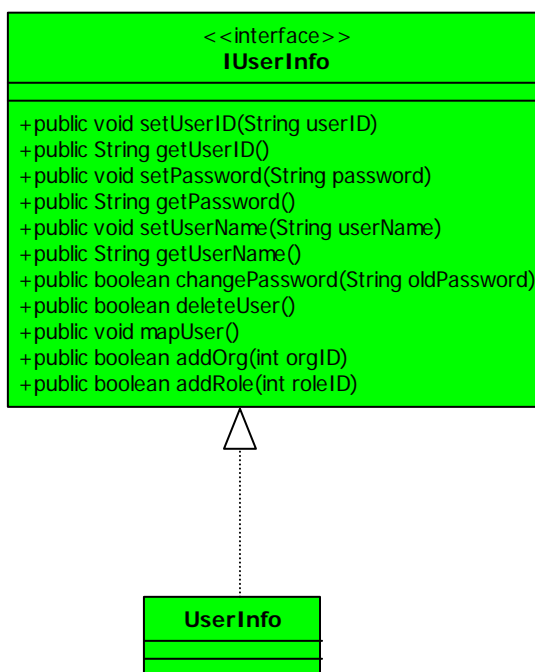 <<interface>>
IUserInfo
+public void setUserID(String userID)
+public String getUserID()
+public void setPassword(String password)
+public String getPassword()
+public void setUserName(String userName)
+public String getUserName()
+public boolean changePassword(String oldPassword)
+public boolean deleteUser()
+public void mapUser()
+public boolean addOrg(int orgID)
+public boolean addRole(int roleID)
UserInfo